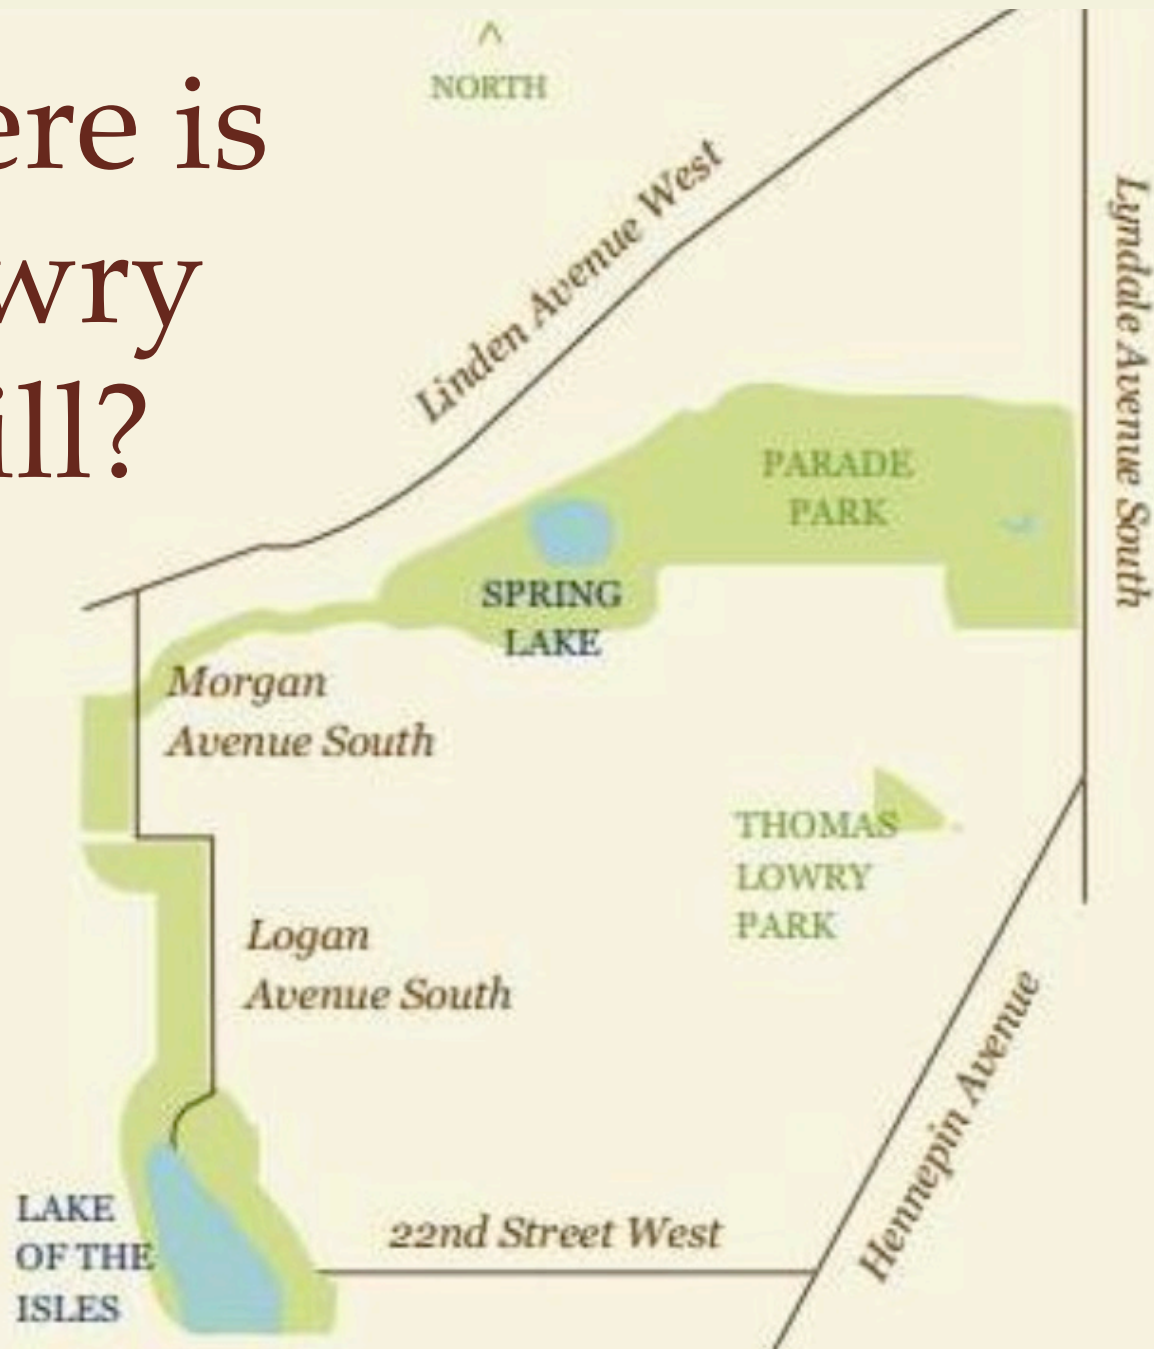 ere is
wry
ill?
^
NORTH
Linden Avenue West
Lyndale Avenue South
PARADE
PARK
SPRING
LAKE
Morgan
Avenue South
THOMAS
LOWRY
PARK
Logan
Avenue South
Hennepin Avenue
22nd Street West
LAKE
OF THE
ISLES